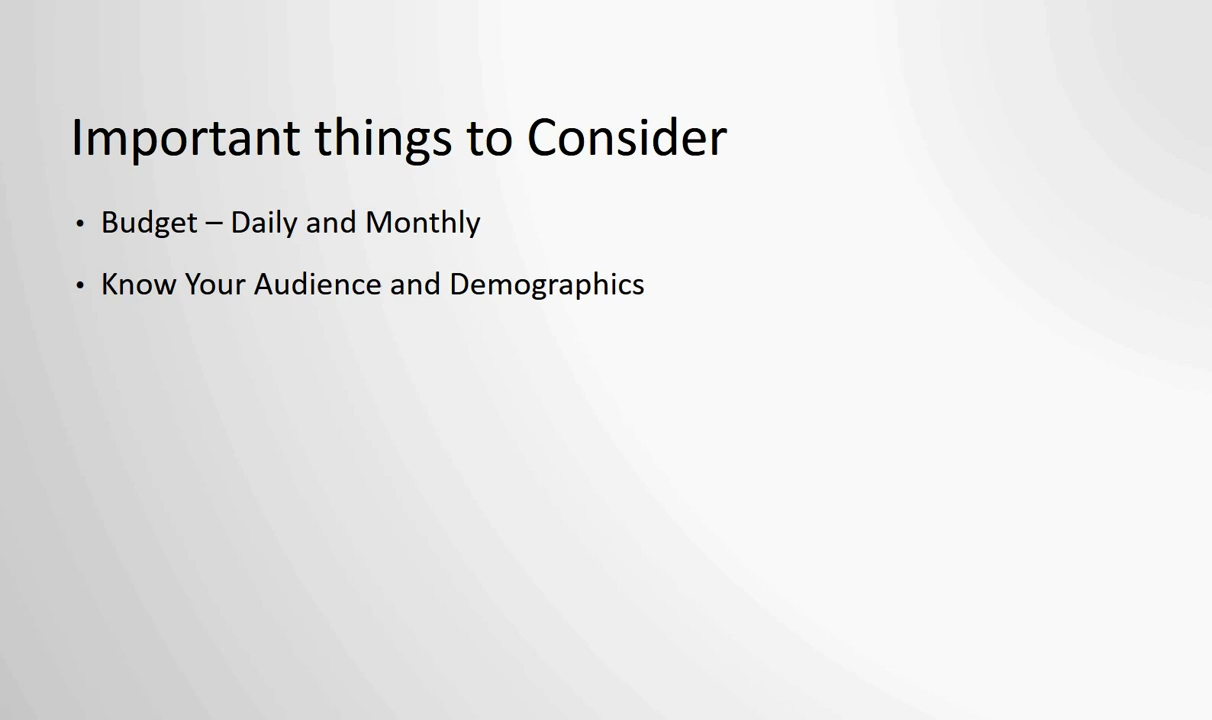 Important things to Consider
• Budget – Daily and Monthly
• Know Your Audience and Demographics